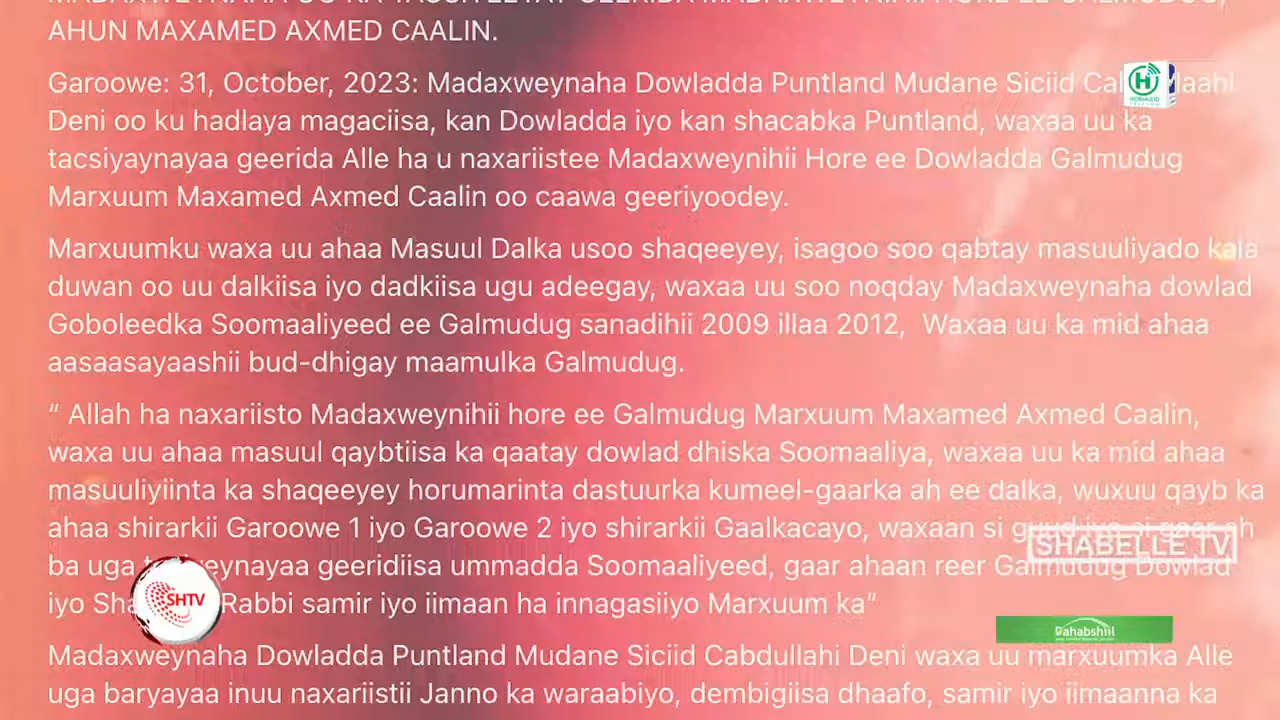 AHUN MAXAMED AXMED CAALIN.
Garoowe: 31, October, 2023: Madaxweynaha Dowladda Puntland Mudane Siciid
Deni oo ku hadlaya magaciisa, kan Dowladda iyo kan shacabka Puntland, waxaa uu ka
tacsiyaynayaa geerida Alle ha u naxariistee Madaxweynihii Hore ee Dowladda Galmudug
Marxuum Maxamed Axmed Caalin oo caawa geeriyoodey.
Marxuumku waxa uu ahaa Masuul Dalka usoo shaqeeyey, isagoo soo qabtay masuuliyado kala
duwan oo uu dalkiisa iyo dadkiisa ugu adeegay, waxaa uu soo noqday Madaxweynaha dowlad
Goboleedka Soomaaliyeed ee Galmudug sanadihii 2009 illaa 2012, Waxaa uu ka mid ahaa
aasaasayaashii bud-dhigay maamulka Galmudug.
“ Allah ha naxariisto Madaxweynihii hore ee Galmudug Marxuum Maxamed Axmed Caalin,
waxa uu ahaa masuul qaybtiisa ka qaatay dowlad dhiska Soomaaliya, waxaa uu ka mid ahaa
masuuliyiinta ka shaqeeyey horumarinta dastuurka kumeel-gaarka ah ee dalka, wuxuu qayb ka
ahaa shirarkii Garoowe 1 iyo Garoowe 2 iyo shirarkii Gaalkacayo, waxaan si guud iyo si gaar ah
ba uga geeridiisa ummadda Soomaaliyeed, gaar ahaan reer Galmudug Dowlad
iyo Rabbi samir iyo iimaan ha innagasiiyo Marxuum ka”
Madaxweynaha Dowladda Puntland Mudane Siciid Cabdullahi Deni waxa uu marxuumka Alle
uga baryayaa inuu naxariistii Janno ka waraabiyo, dembigiisa dhaafo, samir iyo iimaanna ka
HORMUUD
SHABELLE TV
SHTV
Dahabshiil